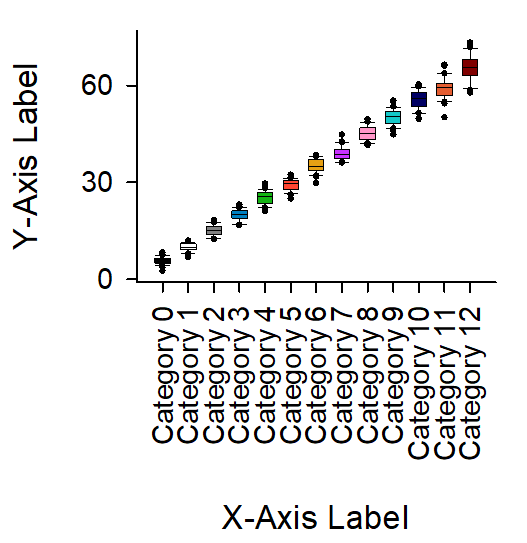 Y-Axis Label
60
30
0
Category 0
Category 1
Category 2
Category 3
Category 4
Category 5
Category 6
Category 7
Category 8
Category 9
Category 10
Category 11
Category 12
X-Axis Label